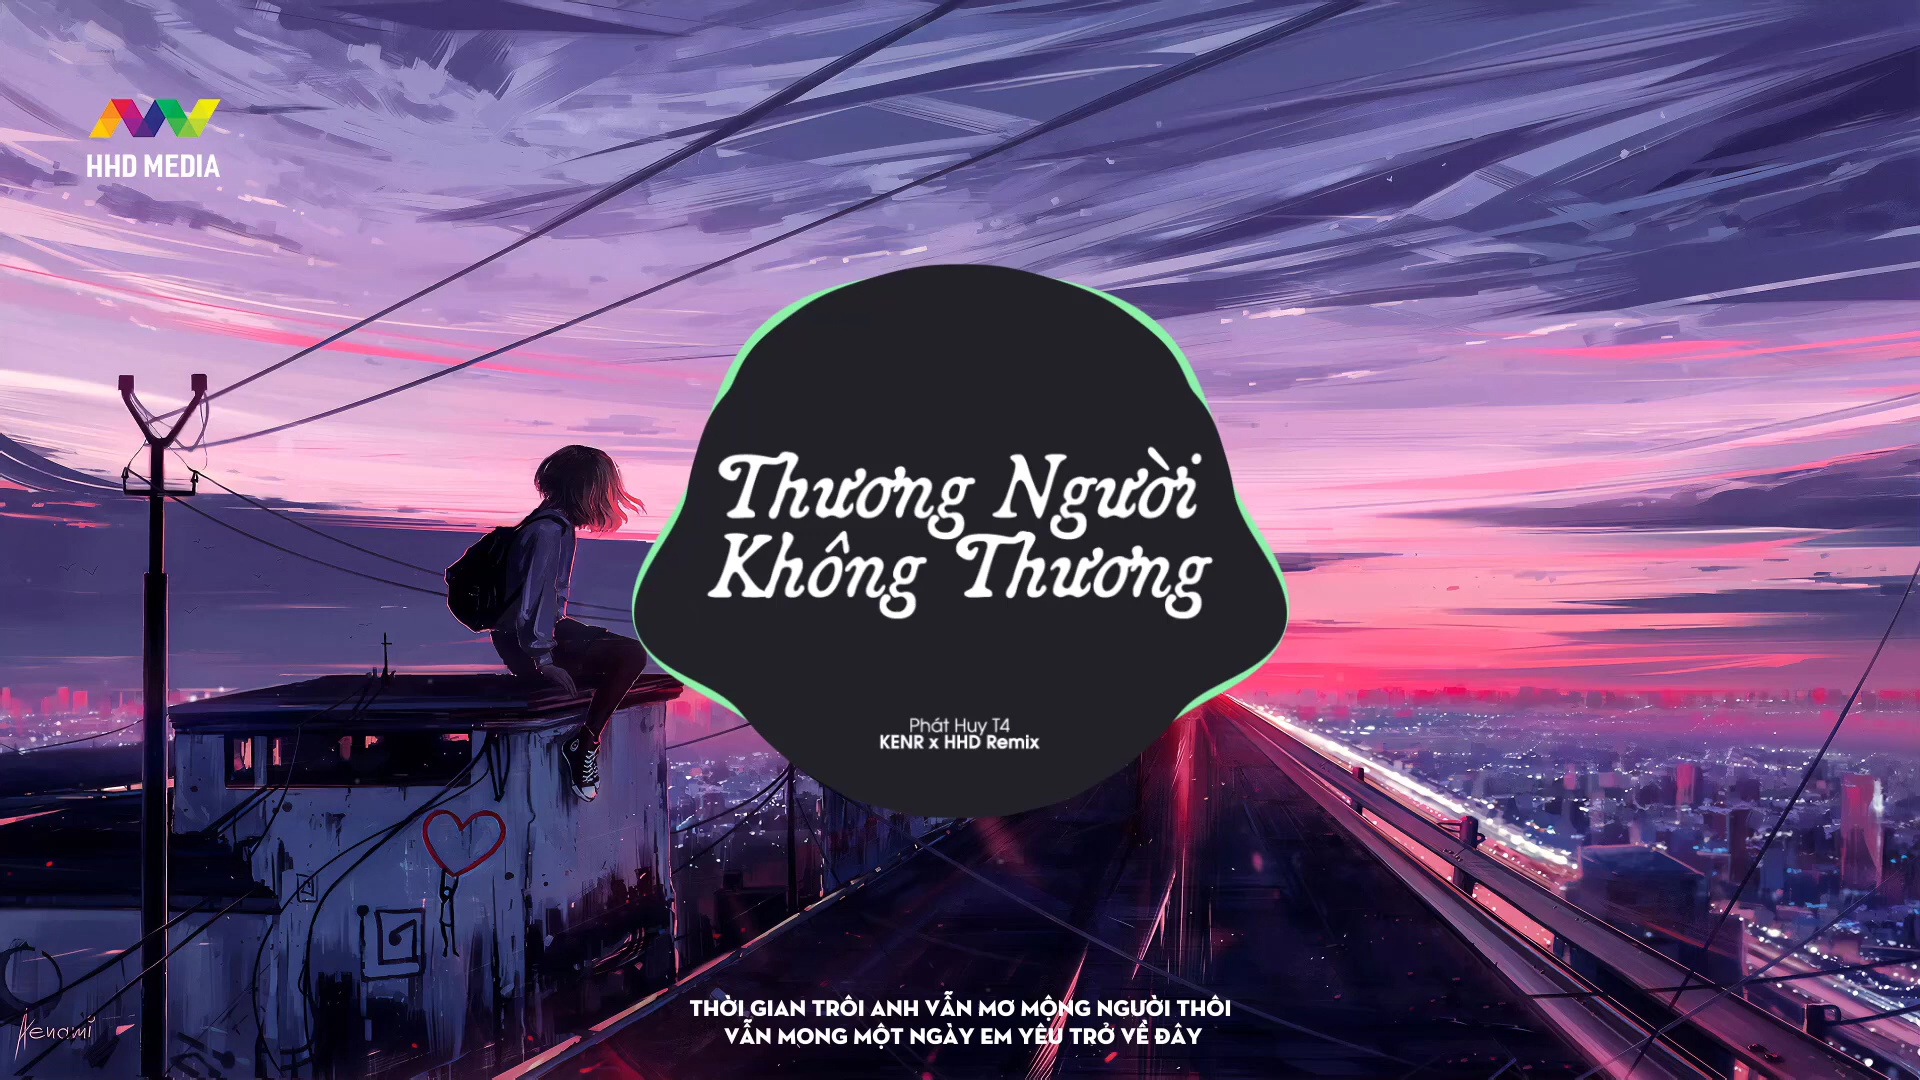 HHD MEDIA
Thương Người
Không Thương
Phát Huy T4
KENR x HHD Remix
THỜI GIAN TRÔI ANH VẪN MƠ MỘNG NGƯỜI THÔI
VẪN MONG MỘT NGÀY EM YÊU TRỞ VỀ ĐÂY
Aenami